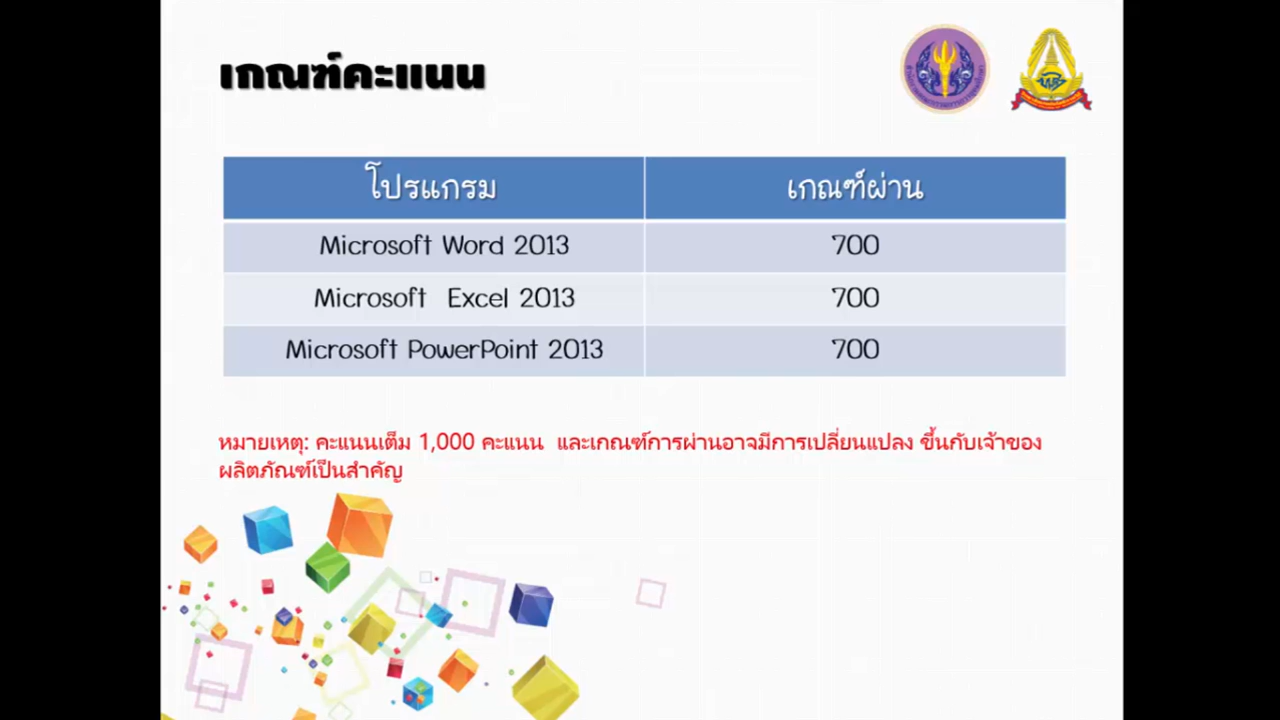 เกณฑ์คะแนน
โปรแกรม เกณฑ์ผ่าน
Microsoft Word 2013 700
Microsoft Excel 2013 700
Microsoft PowerPoint 2013 700
หมายเหตุ: คะแนนเต็ม 1,000 คะแนน และเกณฑ์การผ่านอาจมีการเปลี่ยนแปลง ขึ้นกับเจ้าของ
ผลิตภัณฑ์เป็นสำคัญ